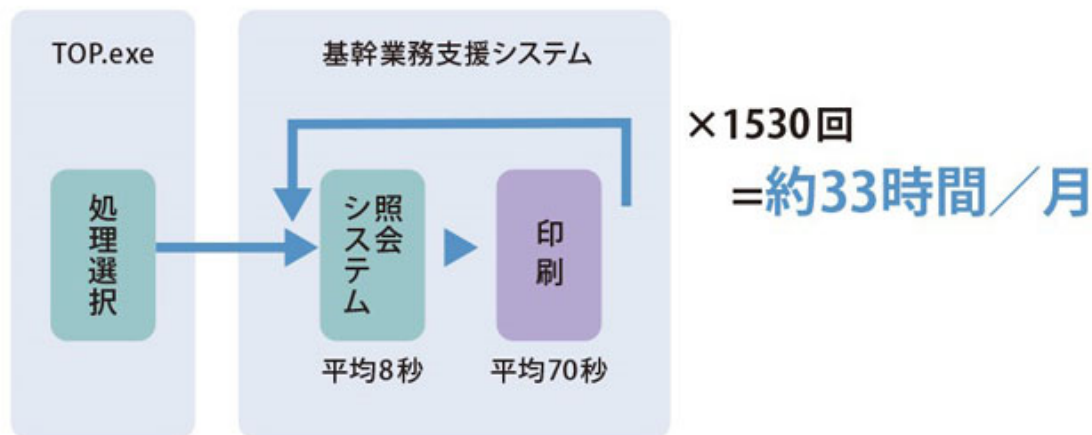 TOP.exe
基幹業務支援システム
処理選択
照会
システム
印刷
平均8秒
平均70秒
×1530回
=約33時間／月